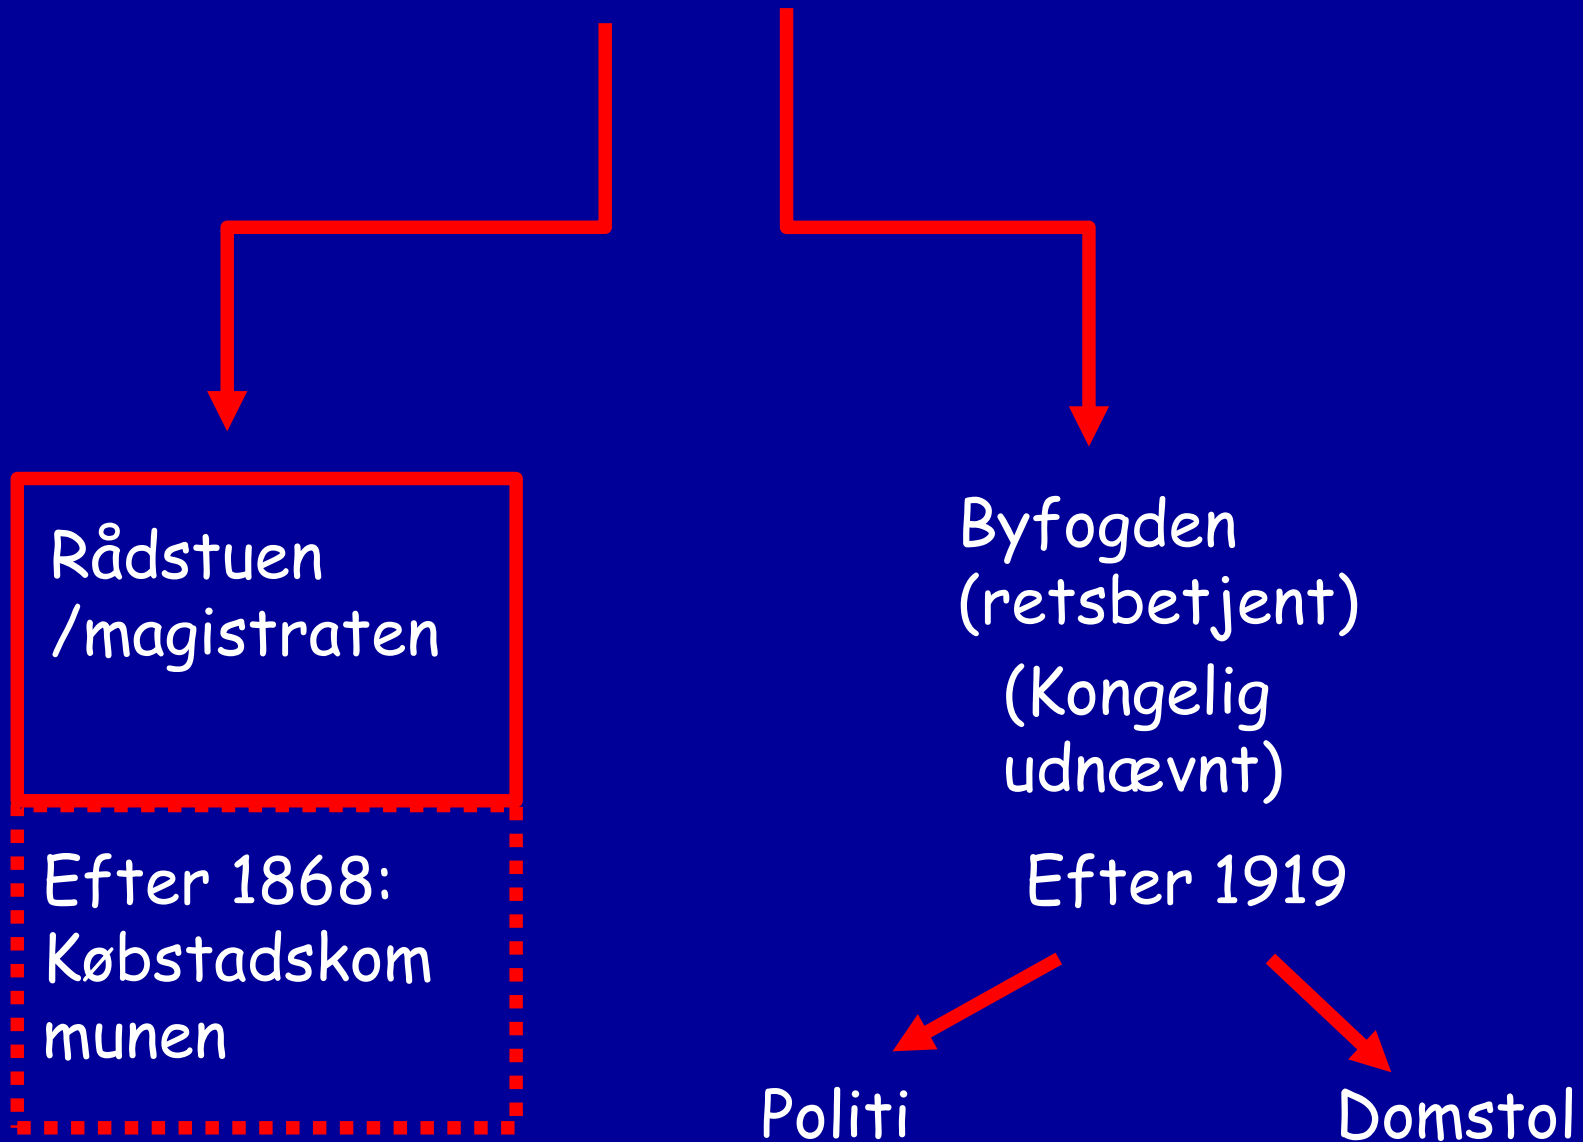 Rådstuen
/magistraten
Efter 1868:
Købstadskom
munen
Byfogden
(retsbetjent)
(Kongelig
udnævnt)
Efter 1919
Politi
Domstol